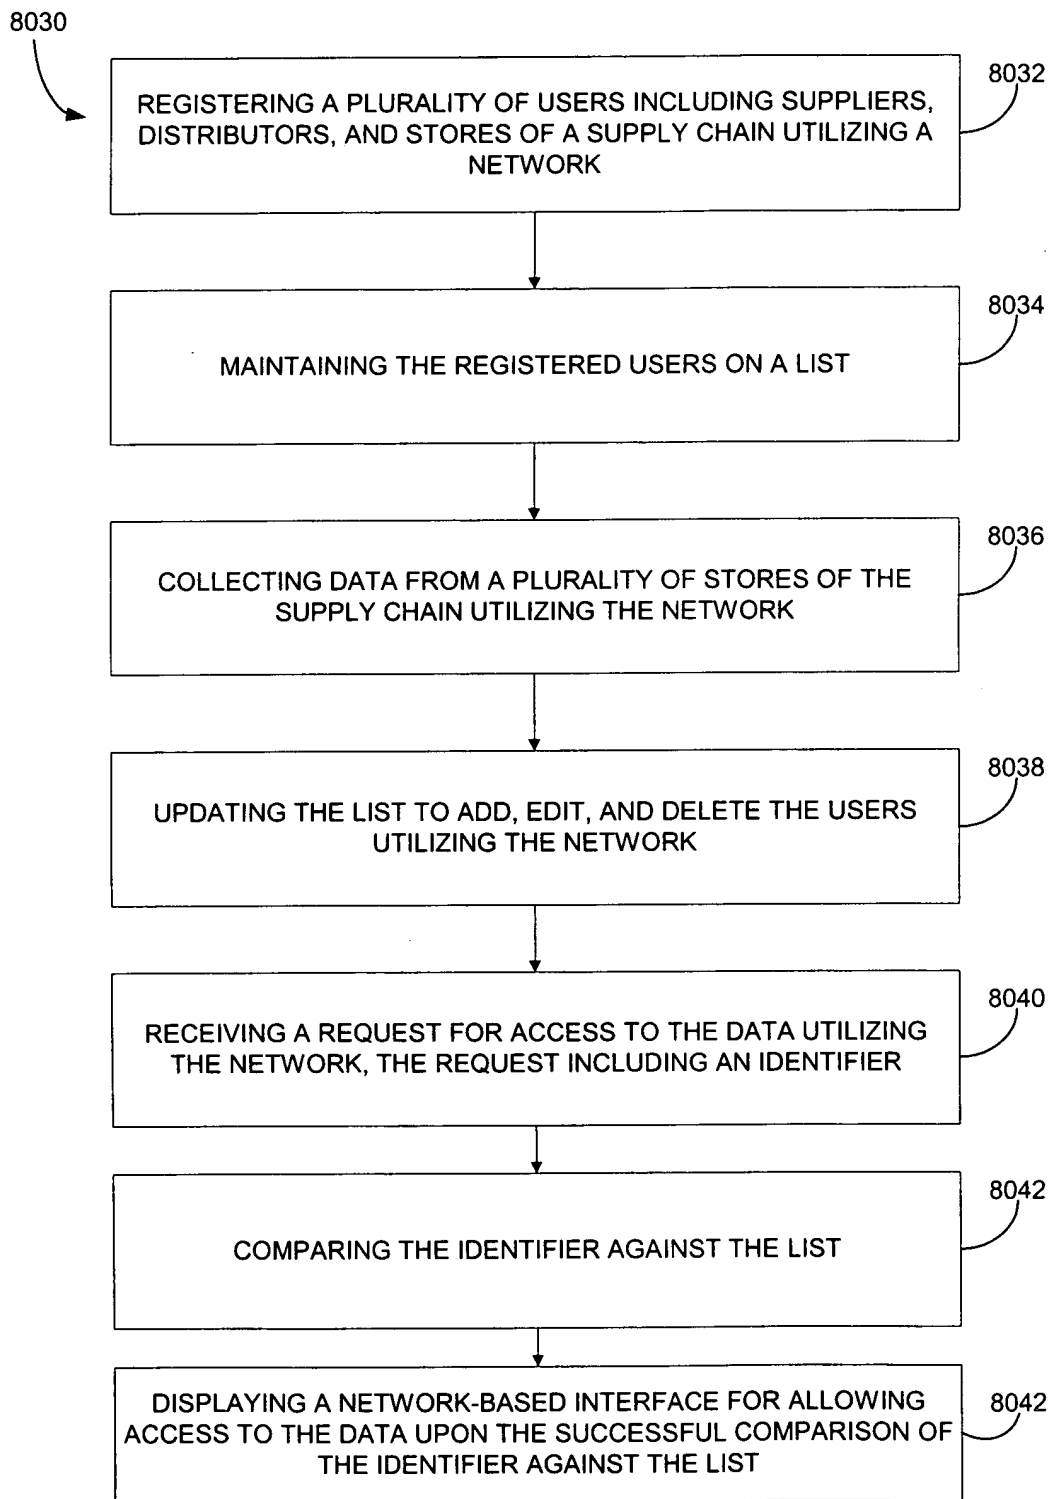 8030
8032
REGISTERING A PLURALITY OF USERS INCLUDING SUPPLIERS,
DISTRIBUTORS, AND STORES OF A SUPPLY CHAIN UTILIZING A
NETWORK
8034
MAINTAINING THE REGISTERED USERS ON A LIST
8036
COLLECTING DATA FROM A PLURALITY OF STORES OF THE
SUPPLY CHAIN UTILIZING THE NETWORK
8038
UPDATING THE LIST TO ADD, EDIT, AND DELETE THE USERS
UTILIZING THE NETWORK
8040
RECEIVING A REQUEST FOR ACCESS TO THE DATA UTILIZING
THE NETWORK, THE REQUEST INCLUDING AN IDENTIFIER
8042
COMPARING THE IDENTIFIER AGAINST THE LIST
8042
DISPLAYING A NETWORK-BASED INTERFACE FOR ALLOWING
ACCESS TO THE DATA UPON THE SUCCESSFUL COMPARISON OF
THE IDENTIFIER AGAINST THE LIST